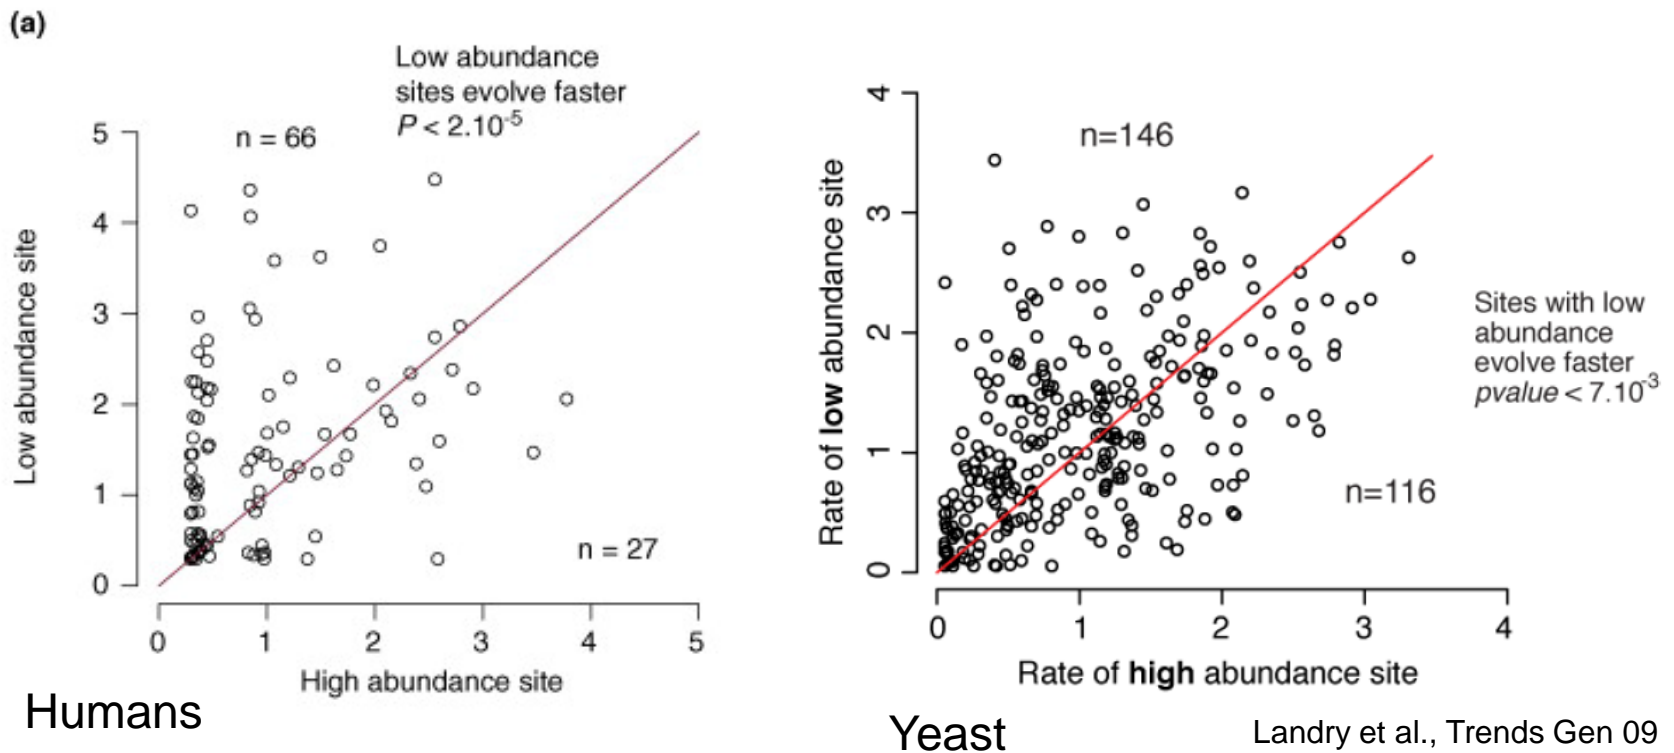 (a)
Low abundance
sites evolve faster
P < 2.10-5
n = 66
5
4
3
2
1
0
Low abundance site
n = 27
0 1 2 3 4 5
High abundance site
Humans
4
3
2
1
0
Rate of low abundance site
n=146
Sites with low
abundance
evolve faster
pvalue < 7.10-3
n=116
0 1 2 3 4
Rate of high abundance site
Yeast
Landry et al., Trends Gen 09